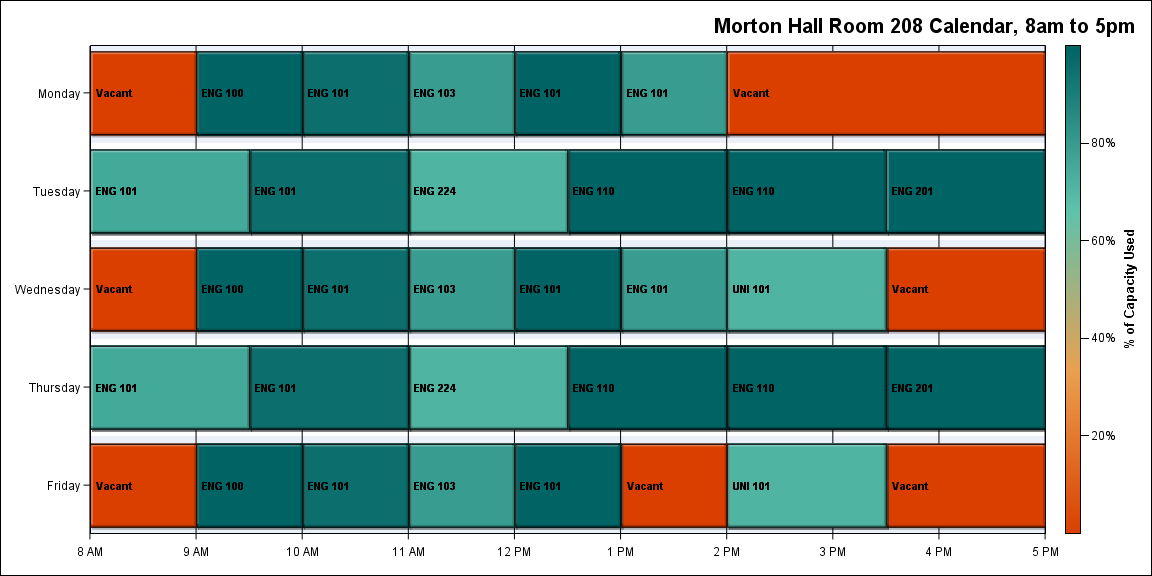 Morton Hall Room 208 Calendar, 8am to 5pm
Monday
Vacant
ENG 100
ENG 101
ENG 103
ENG 101
ENG 101
Vacant
Tuesday
ENG 101
ENG 101
ENG 224
ENG 110
ENG 110
ENG 201
Wednesday
Vacant
ENG 100
ENG 101
ENG 103
ENG 101
ENG 101
UNI 101
Vacant
Thursday
ENG 101
ENG 101
ENG 224
ENG 110
ENG 110
ENG 201
Friday
Vacant
ENG 100
ENG 101
ENG 103
ENG 101
Vacant
UNI 101
Vacant
8 AM
9 AM
10 AM
11 AM
12 PM
1 PM
2 PM
3 PM
4 PM
5 PM
80%
60%
40%
20%
% of Capacity Used